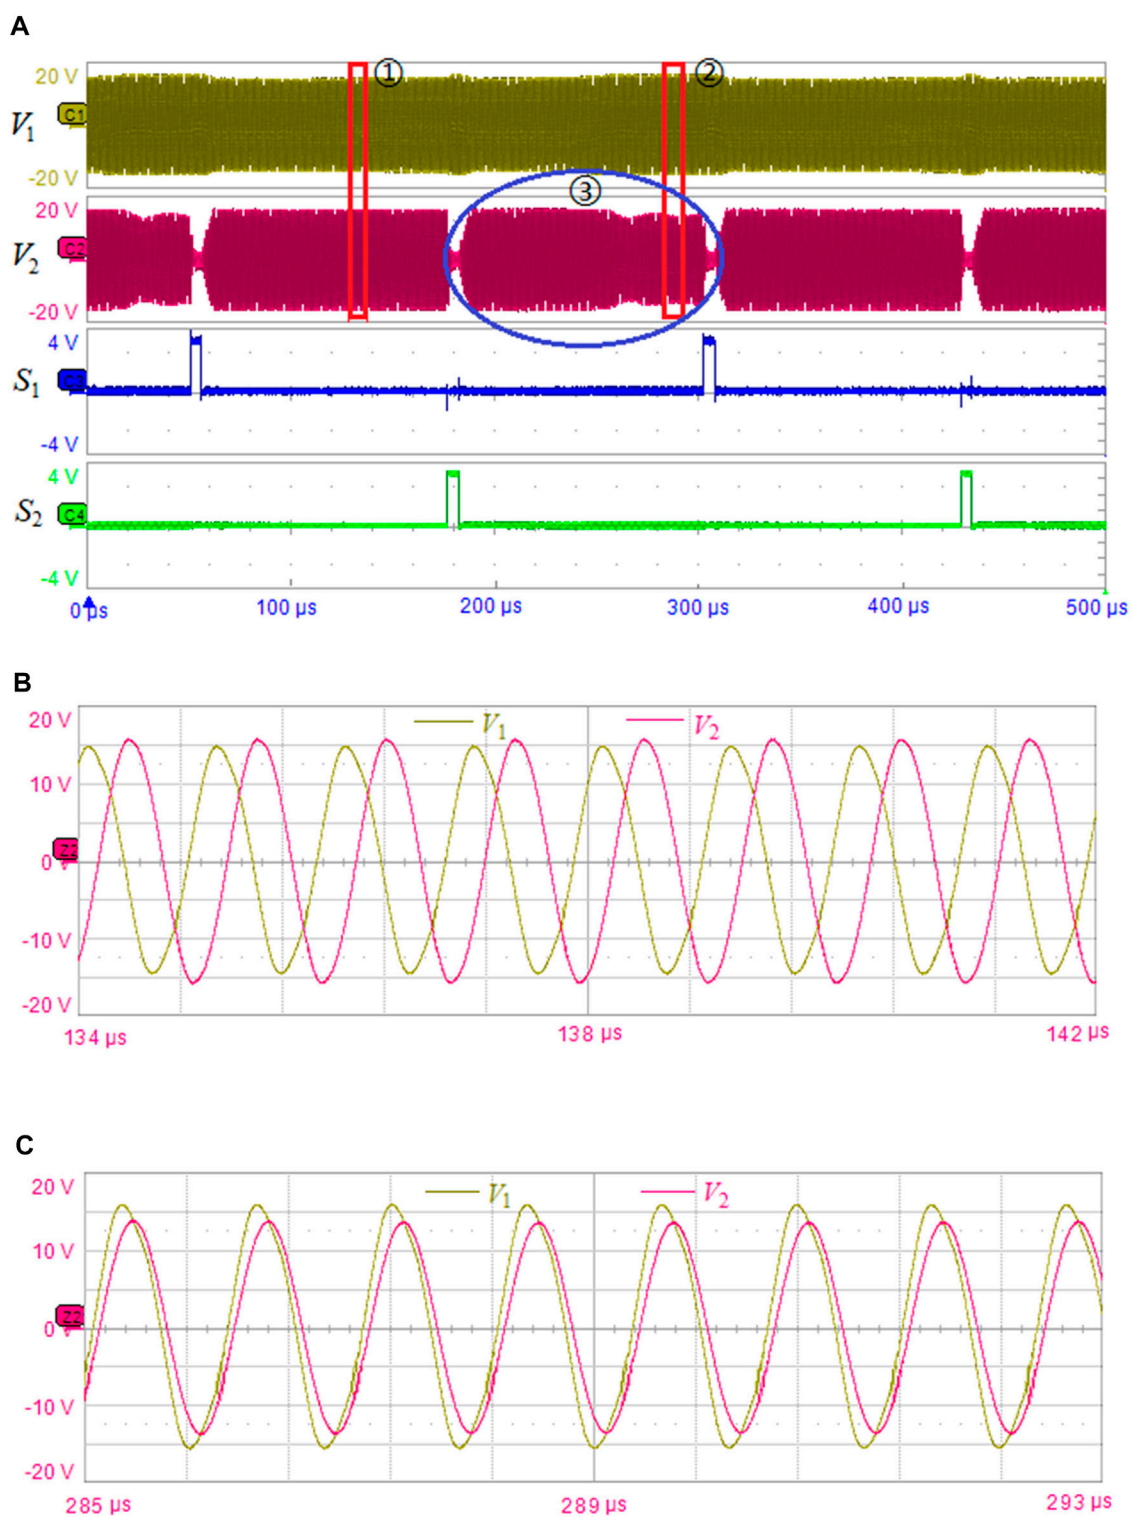 A
20 V ① ②
C1
V1
-20 V
③
20 V
C2
V2
-20 V
4 V
C3
S1
-4 V
4 V
C4
S2
-4 V
0 µs 100 µs 200 µs 300 µs 400 µs 500 µs
B
20 V V1 V2
10 V
Z2
0 V
-10 V
-20 V
134 µs 138 µs 142 µs
C
20 V V1 V2
10 V
Z2
0 V
-10 V
-20 V
285 µs 289 µs 293 µs